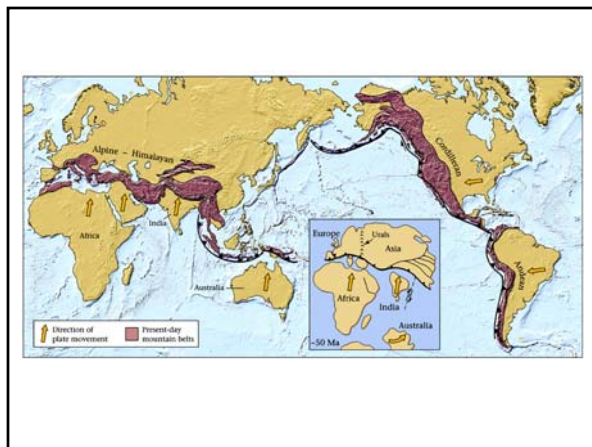 Alpine – Himalayan
Cordilleran
Africa
India
Australia
Andean
Europe
Urals
Asia
Africa
India
Australia
~50 Ma
Direction of
plate movement
Present-day
mountain belts